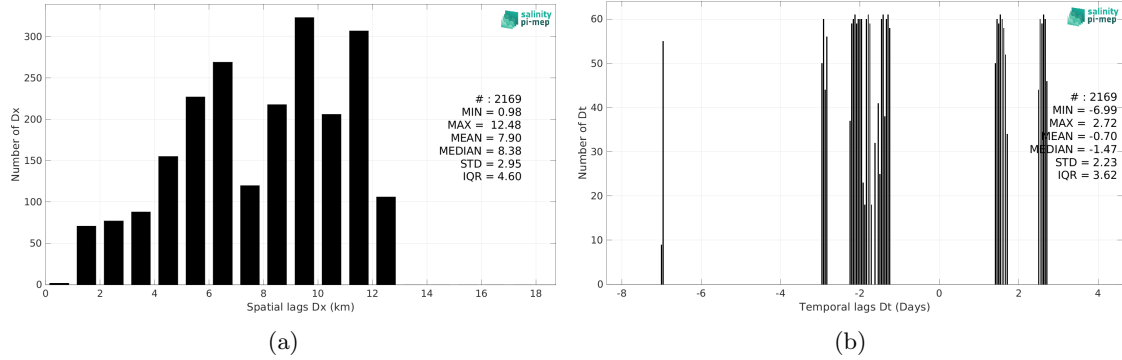 salinity
pi-mep
# : 2169
MIN = 0.98
MAX = 12.48
MEAN = 7.90
MEDIAN = 8.38
STD = 2.95
IQR = 4.60
Number of Dx
300
250
200
150
100
50
0
0 2 4 6 8 10 12 14 16 18
Spatial lags Dx (km)
(a)
salinity
pi-mep
# : 2169
MIN = -6.99
MAX = 2.72
MEAN = -0.70
MEDIAN = -1.47
STD = 2.23
IQR = 3.62
Number of Dt
60
50
40
30
20
10
0
-8 -6 -4 -2 0 2 4
Temporal lags Dt (Days)
(b)